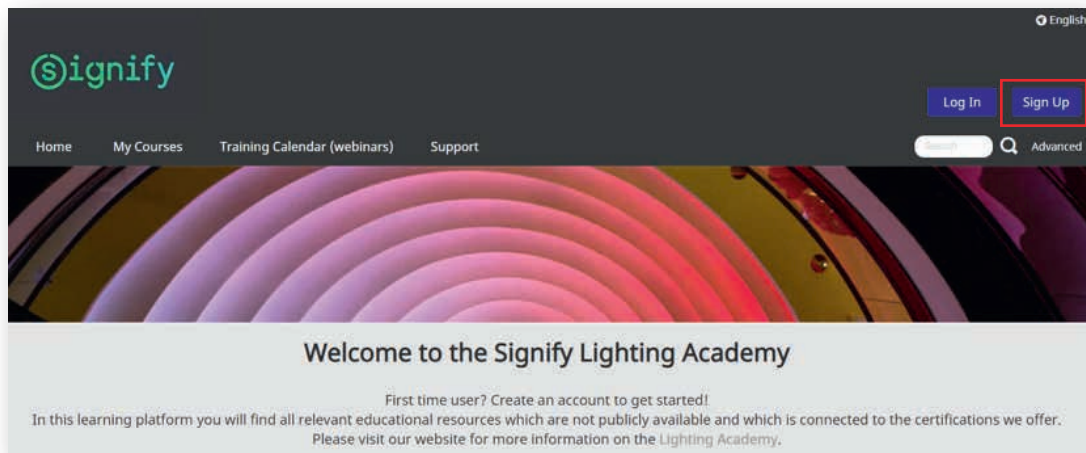 English
signify
Log In
Sign Up
Home
My Courses
Training Calendar (webinars)
Support
Search
Advanced
Welcome to the Signify Lighting Academy
First time user? Create an account to get started!
In this learning platform you will find all relevant educational resources which are not publicly available and which is connected to the certifications we offer.
Please visit our website for more information on the Lighting Academy.